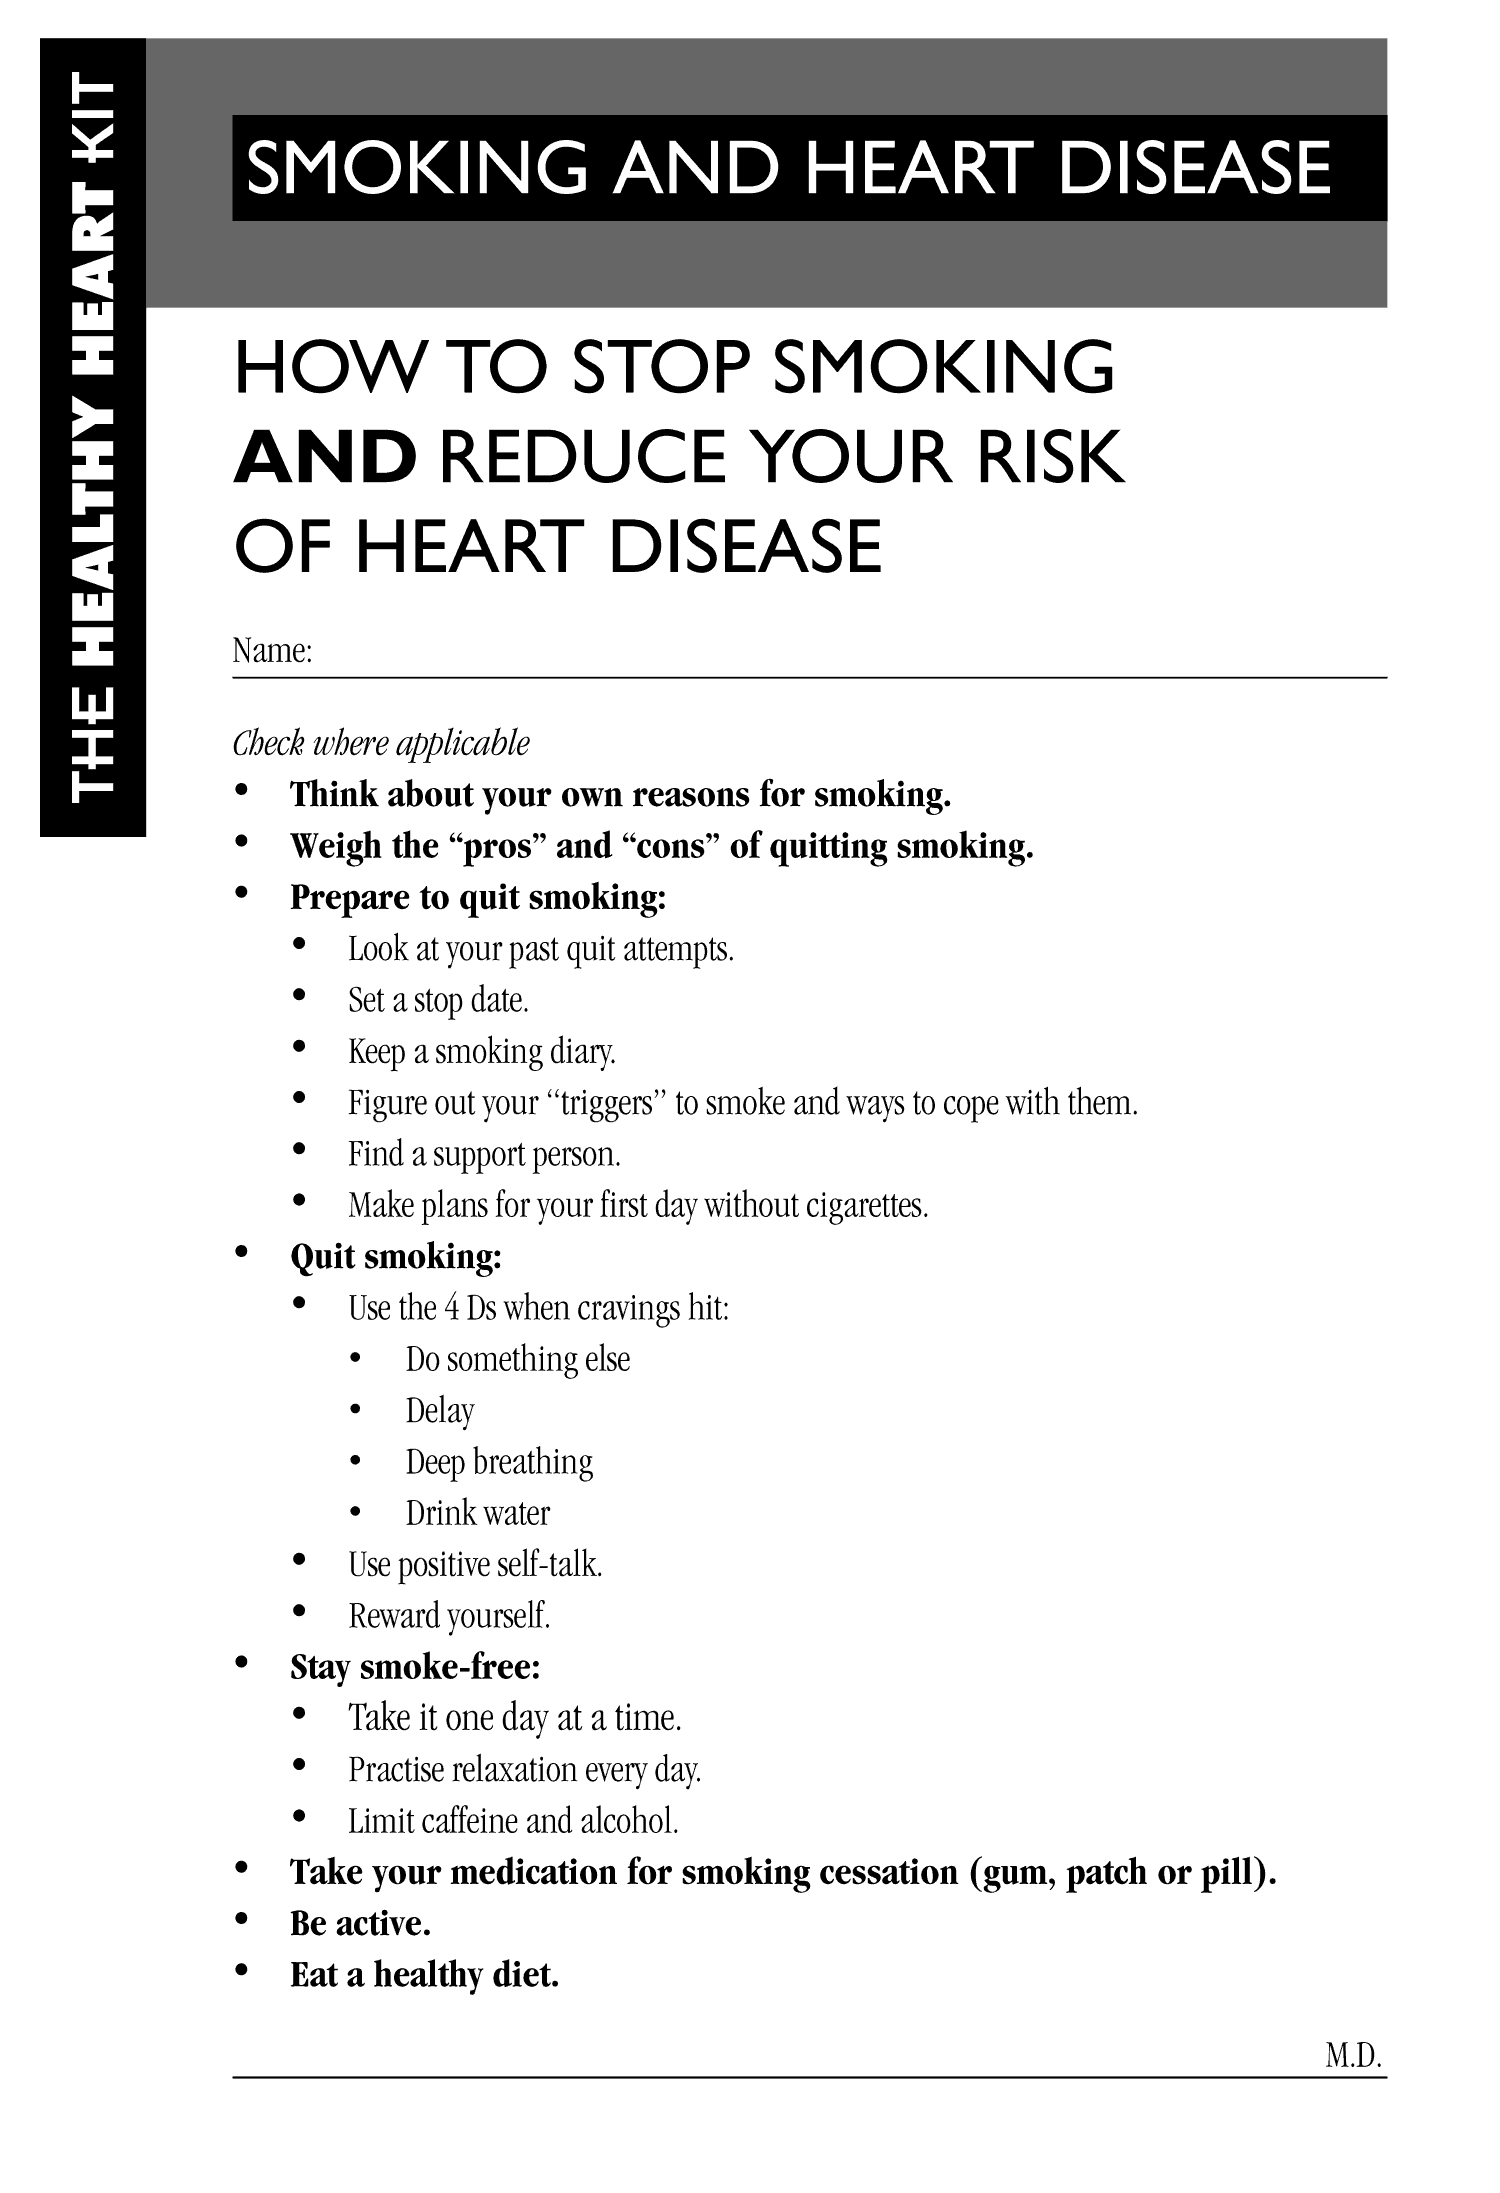 THE HEALTHY HEART KIT
SMOKING AND HEART DISEASE
HOW TO STOP SMOKING
AND REDUCE YOUR RISK
OF HEART DISEASE
Name:
Check where applicable
• Think about your own reasons for smoking.
• Weigh the “pros” and “cons” of quitting smoking.
• Prepare to quit smoking:
• Look at your past quit attempts.
• Set a stop date.
• Keep a smoking diary.
• Figure out your “triggers” to smoke and ways to cope with them.
• Find a support person.
• Make plans for your first day without cigarettes.
• Quit smoking:
• Use the 4 Ds when cravings hit:
• Do something else
• Delay
• Deep breathing
• Drink water
• Use positive self-talk.
• Reward yourself.
• Stay smoke-free:
• Take it one day at a time.
• Practise relaxation every day.
• Limit caffeine and alcohol.
• Take your medication for smoking cessation (gum, patch or pill).
• Be active.
• Eat a healthy diet.
M.D.